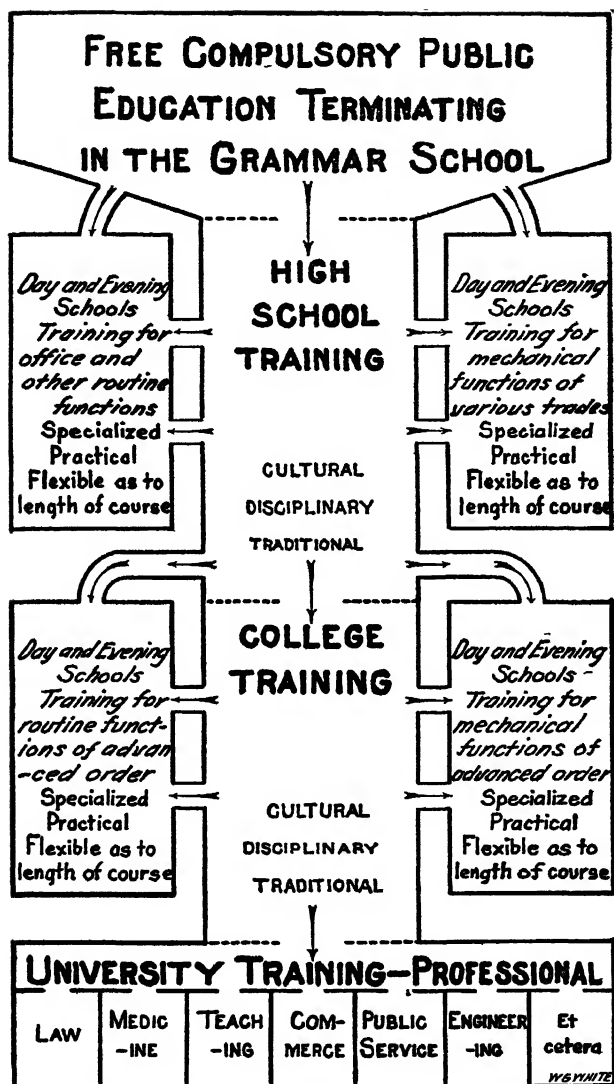 FREE COMPULSORY PUBLIC
EDUCATION TERMINATING
IN THE GRAMMAR SCHOOL
Day and Evening
Schools
Training for
office and
other routine
functions
Specialized
Practical
Flexible as to
length of course
HIGH
SCHOOL
TRAINING
CULTURAL
DISCIPLINARY
TRADITIONAL
Day and Evening
Schools
Training for
mechanical
functions of
various trades
Specialized
Practical
Flexible as to
length of course
Day and Evening
Schools
Training for
routine funct-
ions of advan
-ced order
Specialized
Practical
Flexible as to
length of course
COLLEGE
TRAINING
CULTURAL
DISCIPLINARY
TRADITIONAL
Day and Evening
Schools -
Training for
mechanical
functions of
advanced order
Specialized
Practical
Flexible as to
length of course
UNIVERSITY TRAINING—PROFESSIONAL
LAW
MEDIC
-INE
TEACH
-ING
COM-
MERCE
PUBLIC
SERVICE
ENGINEER
-ING
Et
cetera
W G WHITE